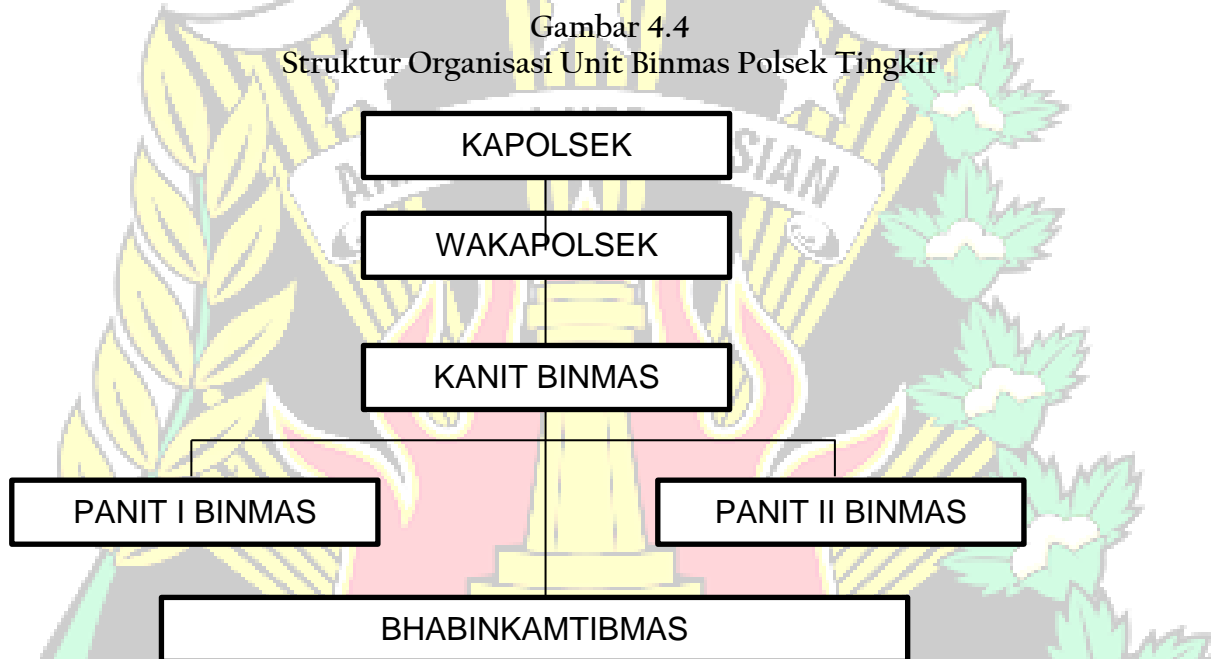 Gambar 4.4
Struktur Organisasi Unit Binmas Polsek Tingkir
KAPOLSEK
WAKAPOLSEK
KANIT BINMAS
PANIT I BINMAS
PANIT II BINMAS
BHABINKAMTIBMAS